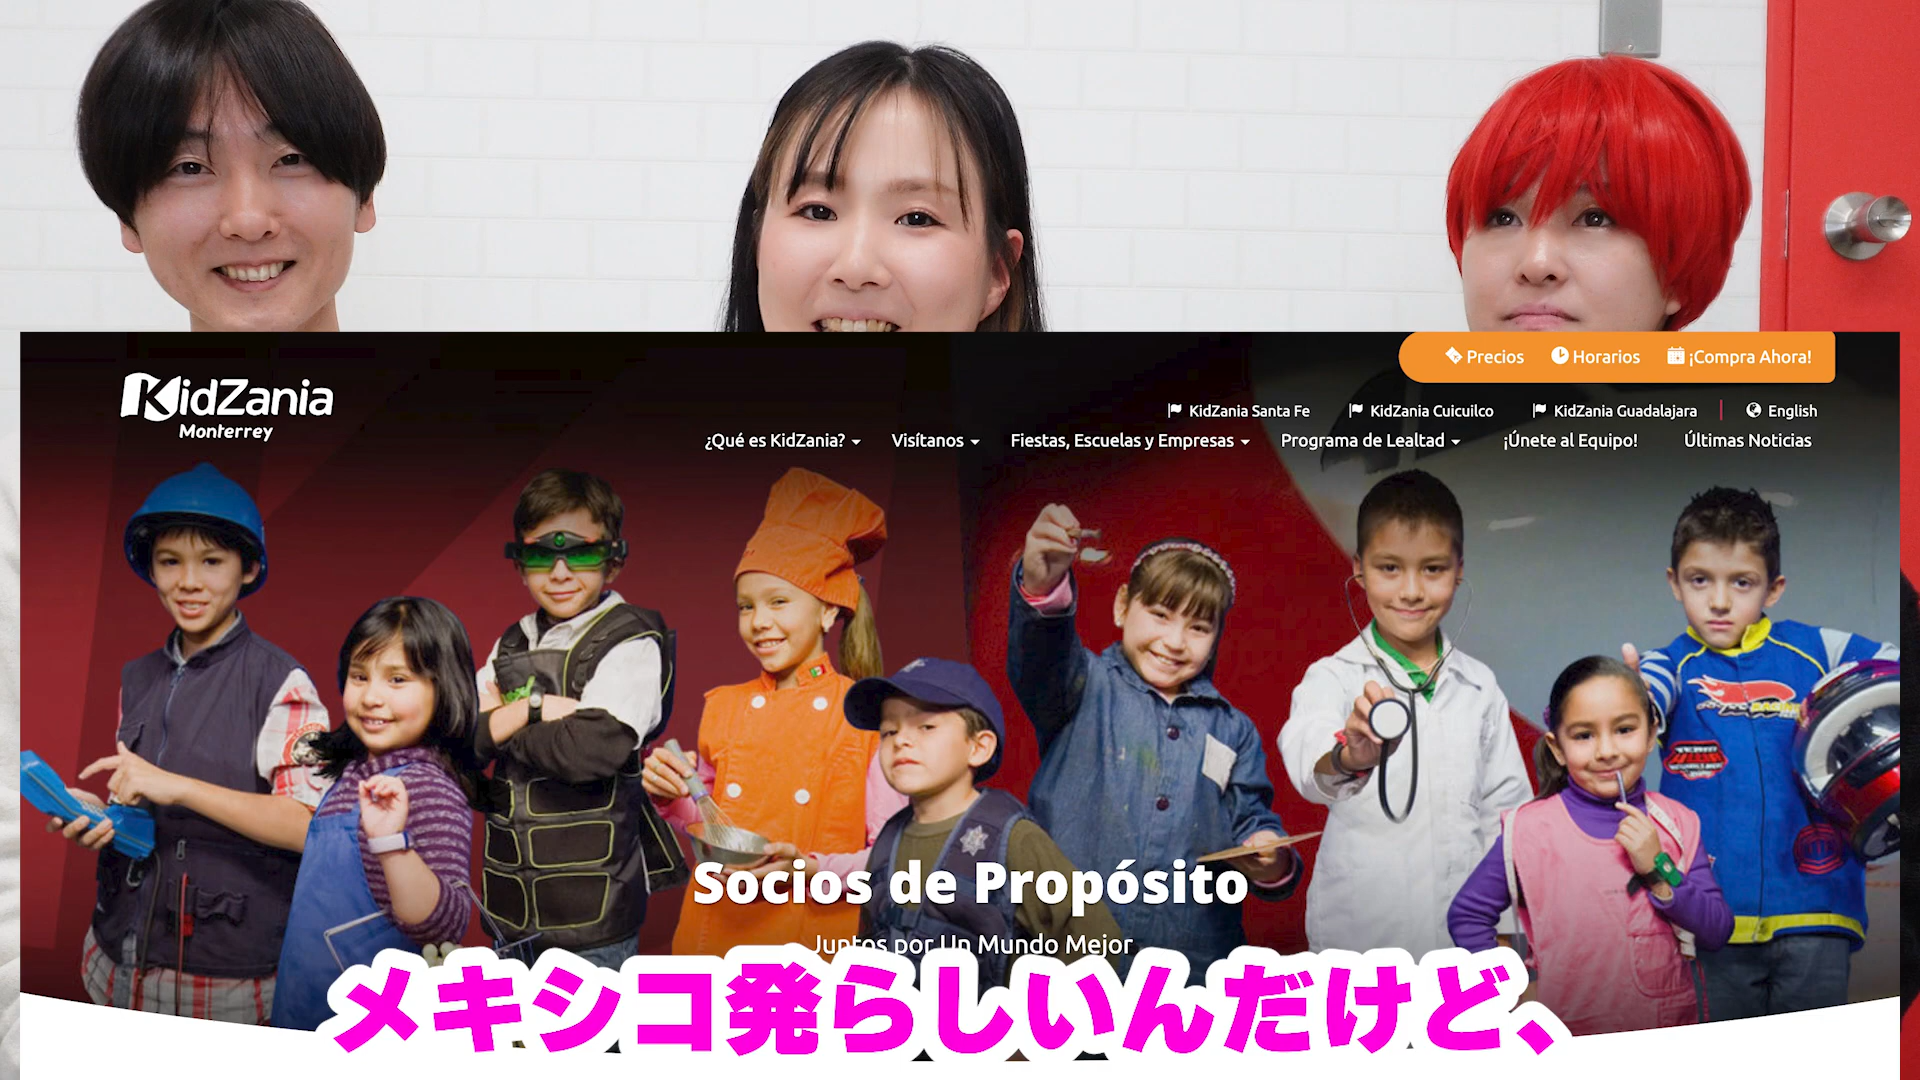 Precios Horarios ¡Compra Ahora!
KidZania
Monterrey
KidZania Santa Fe KidZania Cuicuilco KidZania Guadalajara English
¿Qué es KidZania? Visítanos Fiestas, Escuelas y Empresas Programa de Lealtad ¡Únete al Equipo! Últimas Noticias
Socios de Propósito
Juntos por Un Mundo Mejor
メキシコ発らしいんだけど、